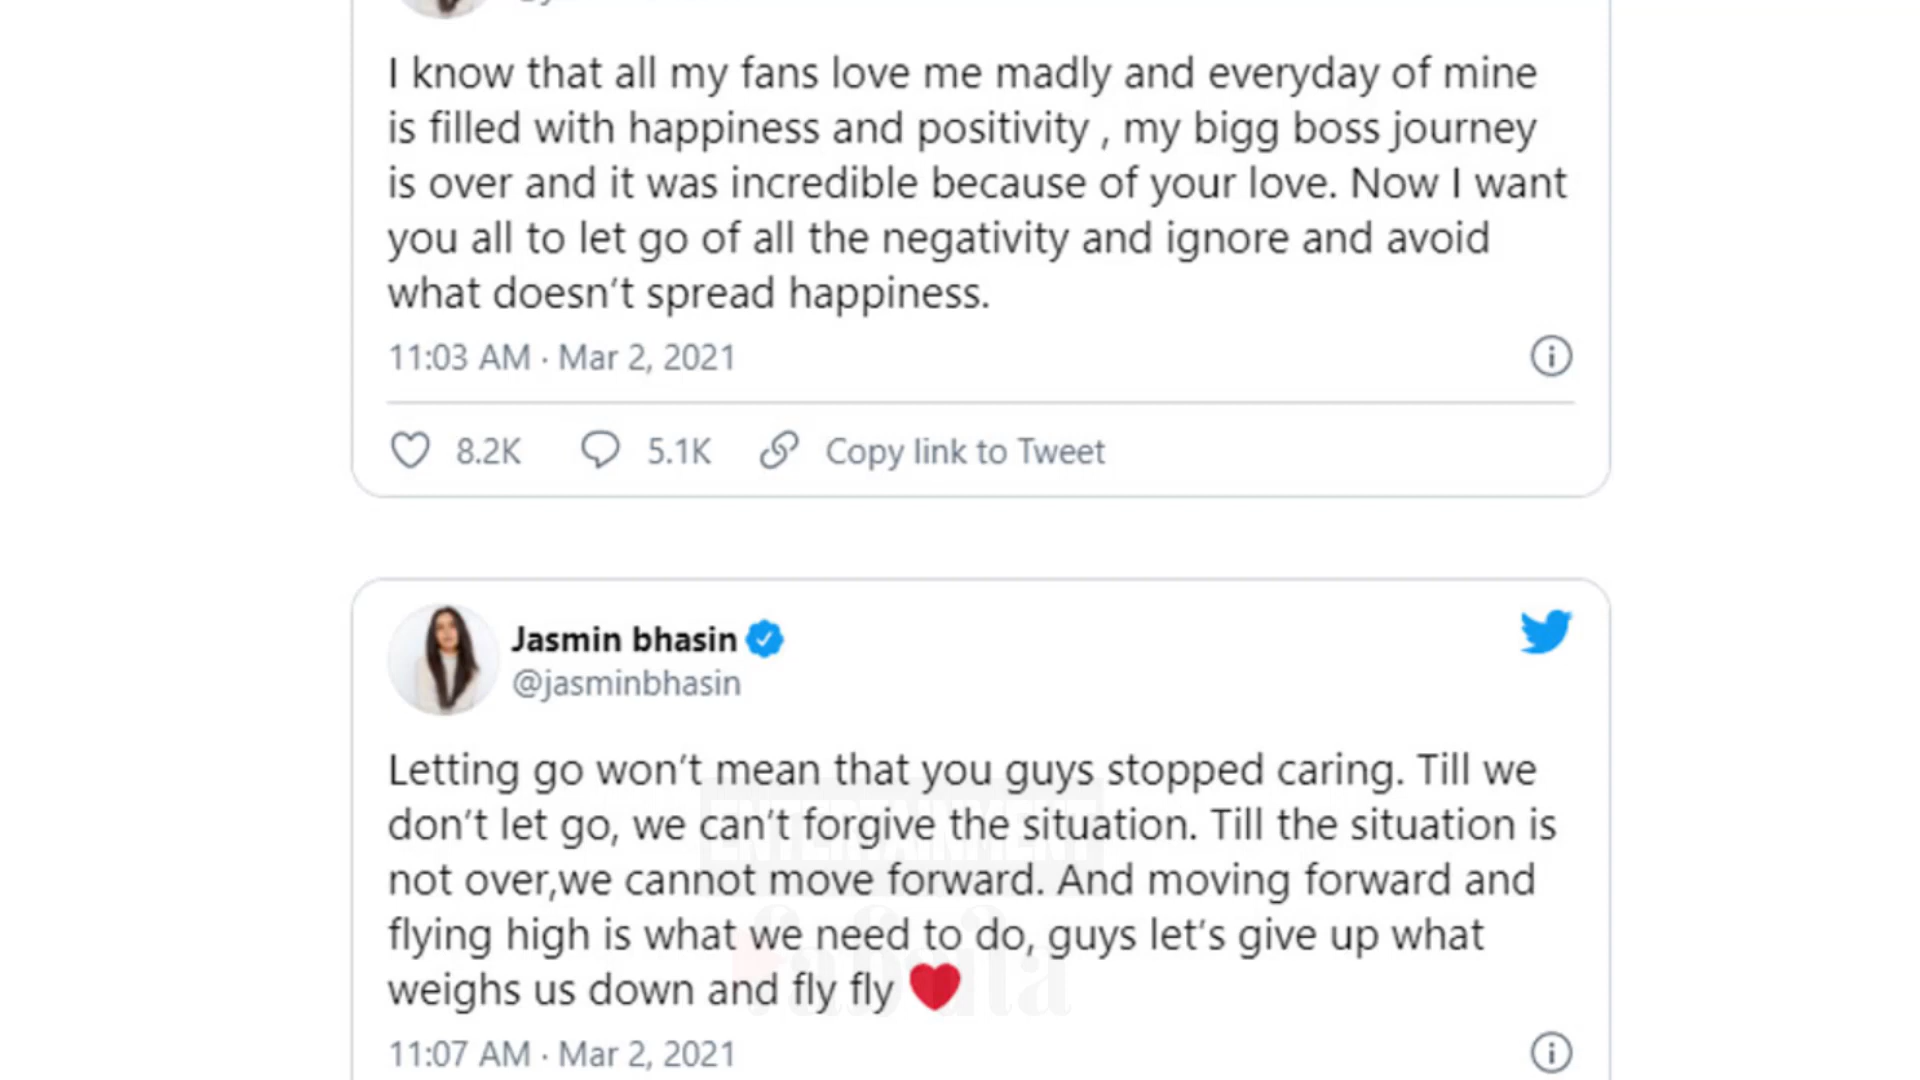 I know that all my fans love me madly and everyday of mine
is filled with happiness and positivity , my bigg boss journey
is over and it was incredible because of your love. Now I want
you all to let go of all the negativity and ignore and avoid
what doesn’t spread happiness.
11:03 AM · Mar 2, 2021
8.2K 5.1K Copy link to Tweet
Jasmin bhasin
@jasminbhasin
Letting go won’t mean that you guys stopped caring. Till we
don’t let go, we can’t forgive the situation. Till the situation is
not over,we cannot move forward. And moving forward and
flying high is what we need to do, guys let’s give up what
weighs us down and fly fly ❤
11:07 AM · Mar 2, 2021
ENTERTAINMENT